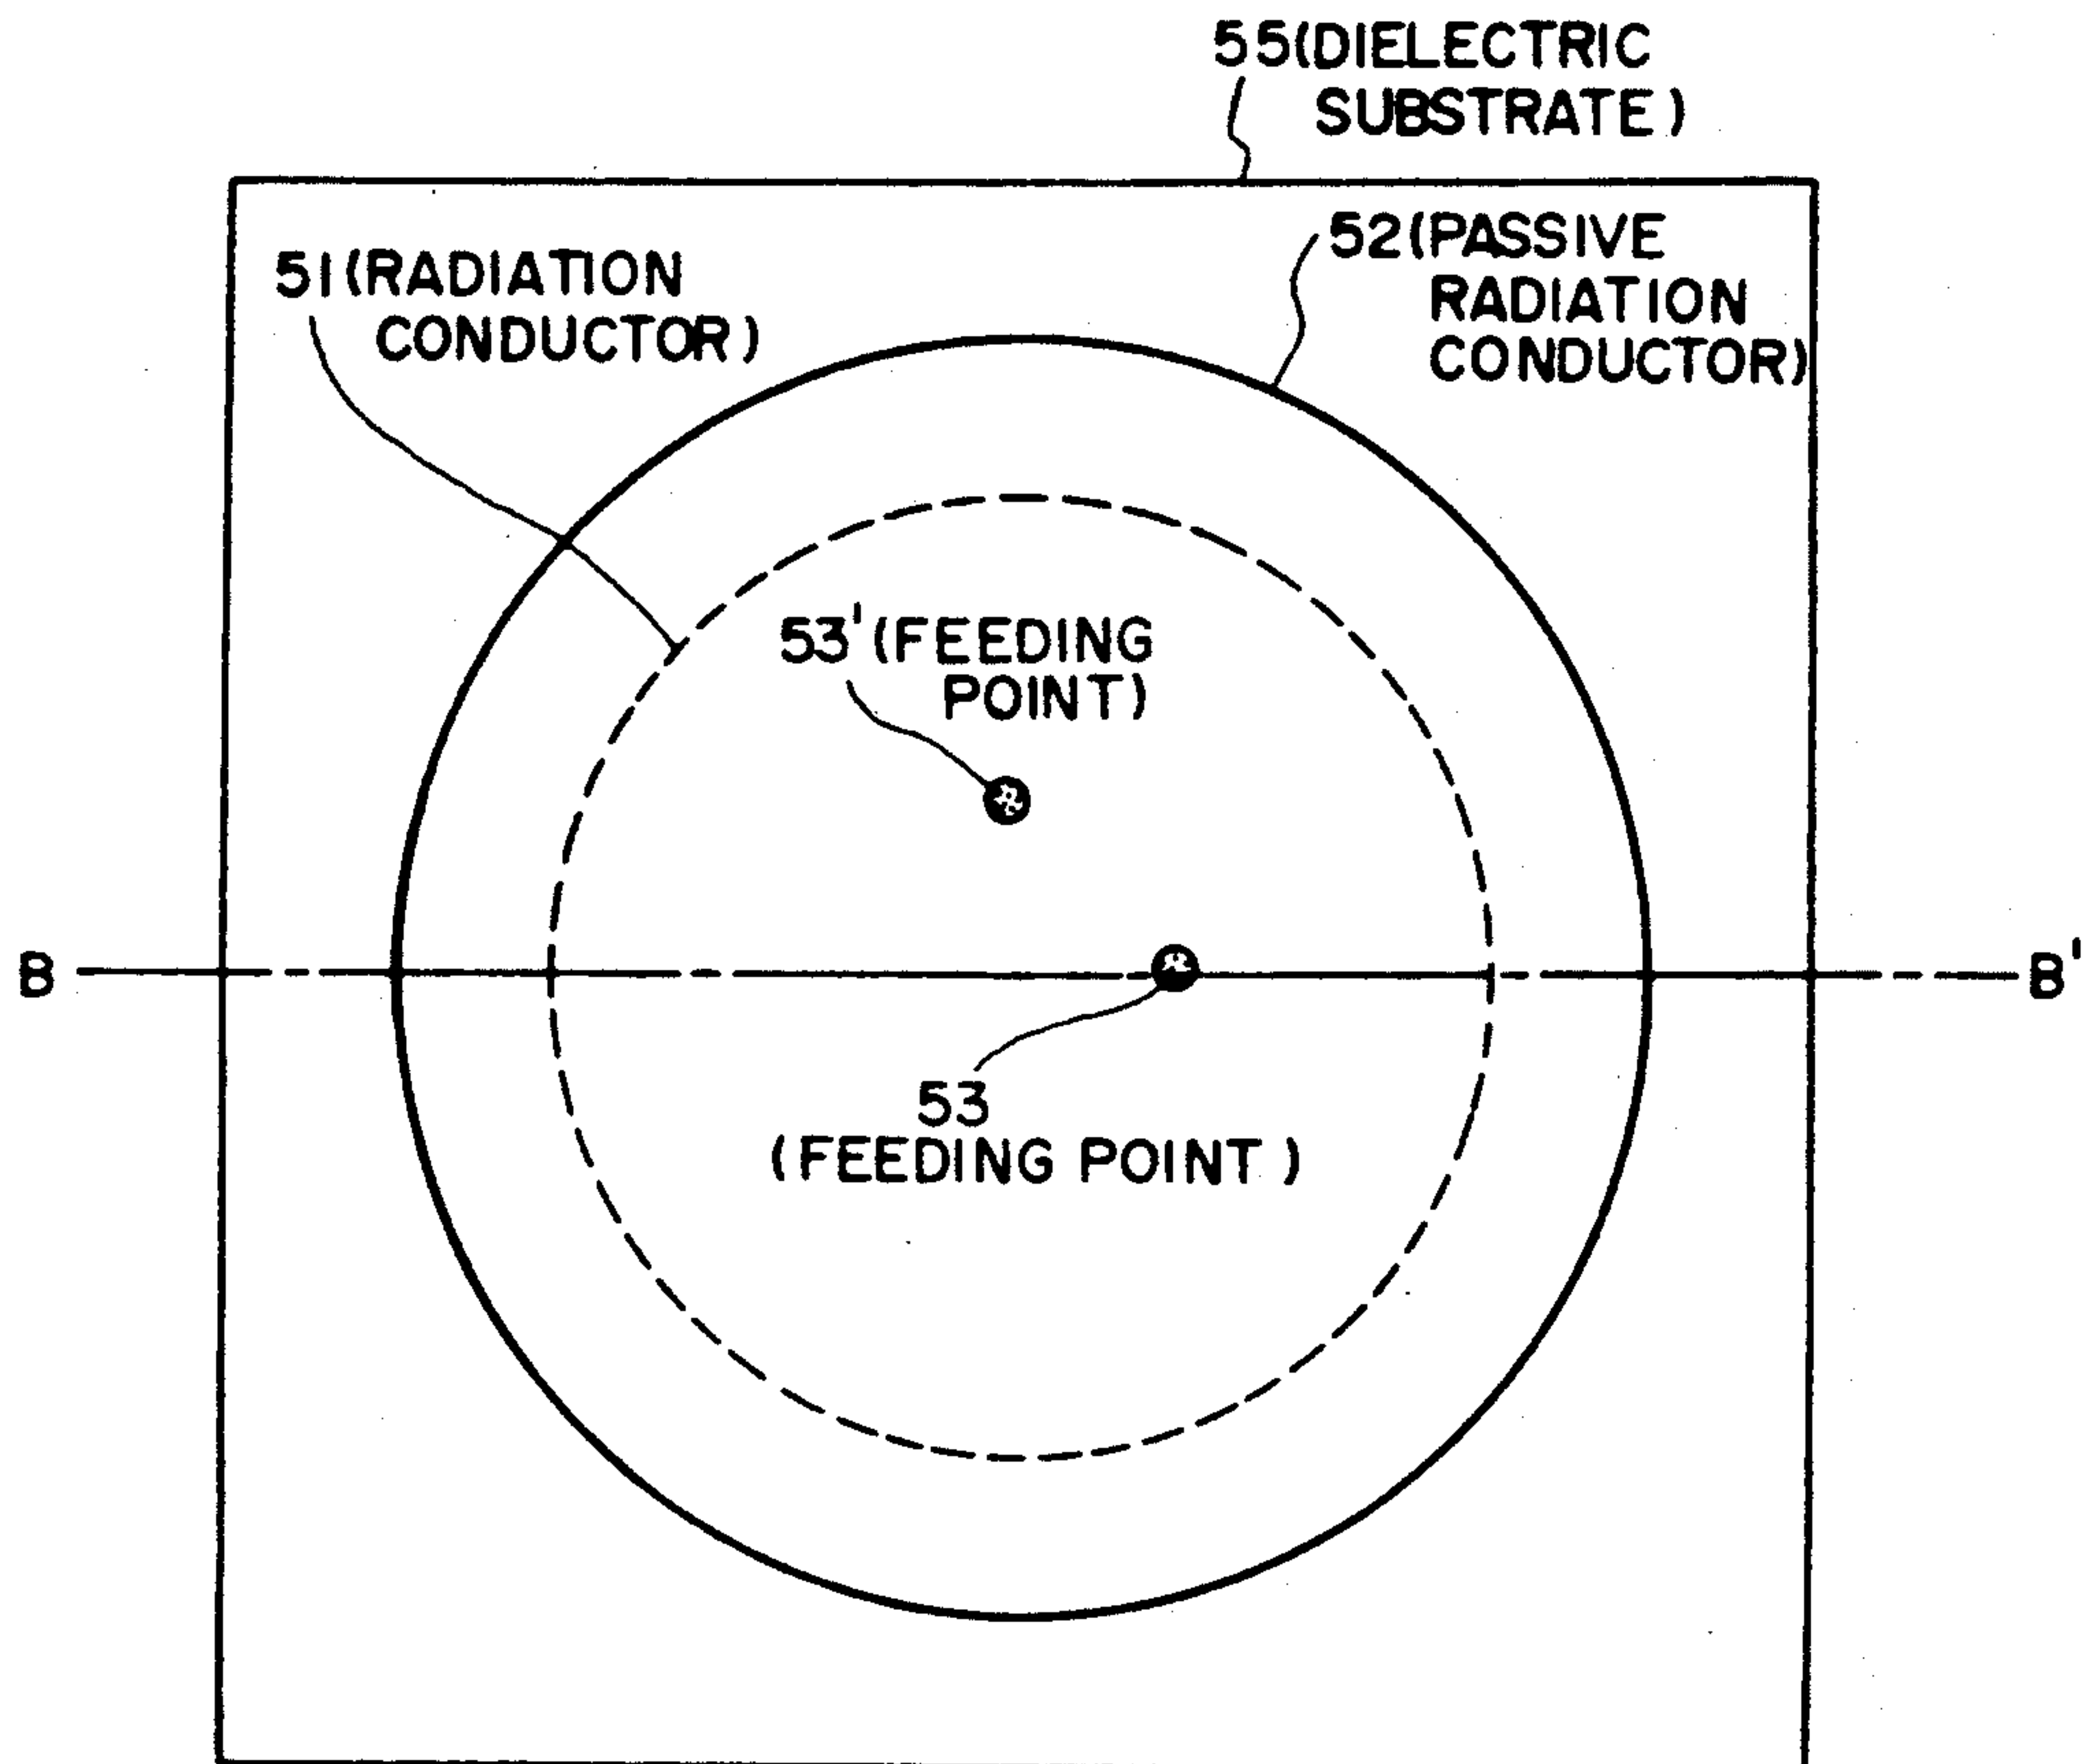 55(DIELECTRIC
SUBSTRATE)
52(PASSIVE
RADIATION
CONDUCTOR)
51(RADIATION
CONDUCTOR)
53'(FEEDING
POINT)
B
B'
53
(FEEDING POINT)